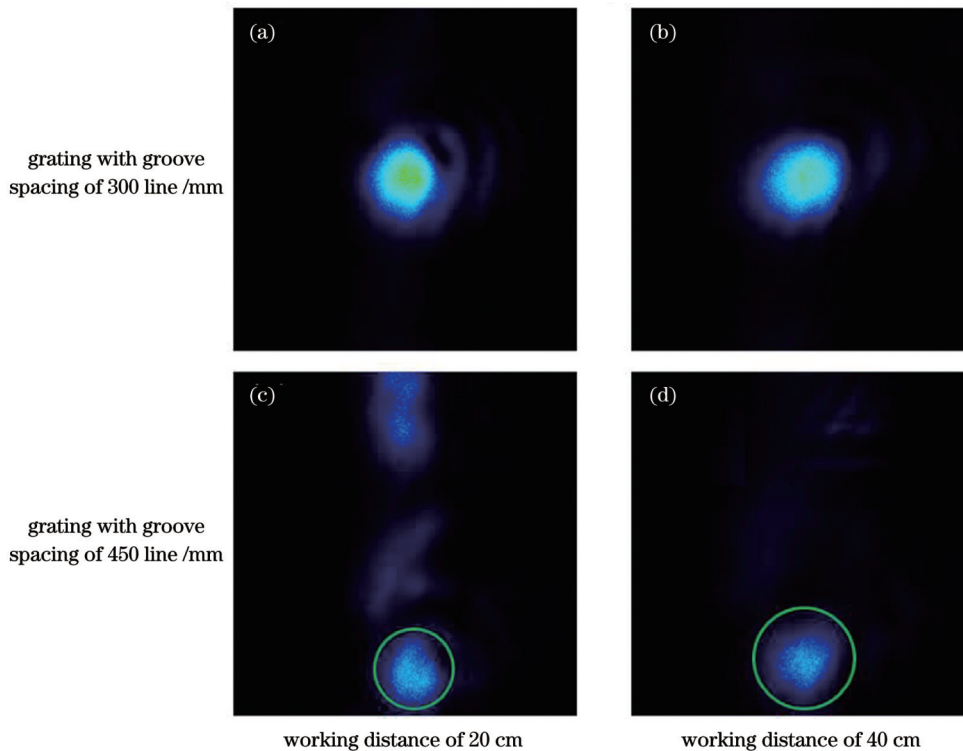 (a)
(b)
grating with groove
spacing of 300 line /mm
(c)
(d)
grating with groove
spacing of 450 line /mm
working distance of 20 cm
working distance of 40 cm